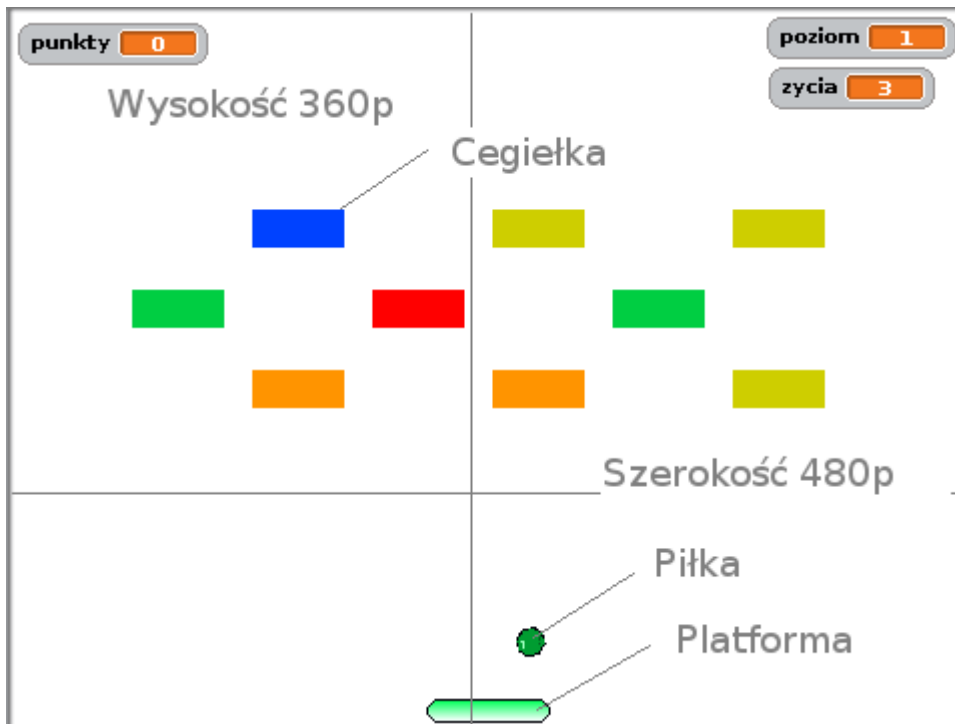 punkty 0
poziom 1
zycia 3
Wysokość 360p
Cegiełka
Szerokość 480p
Piłka
Platforma